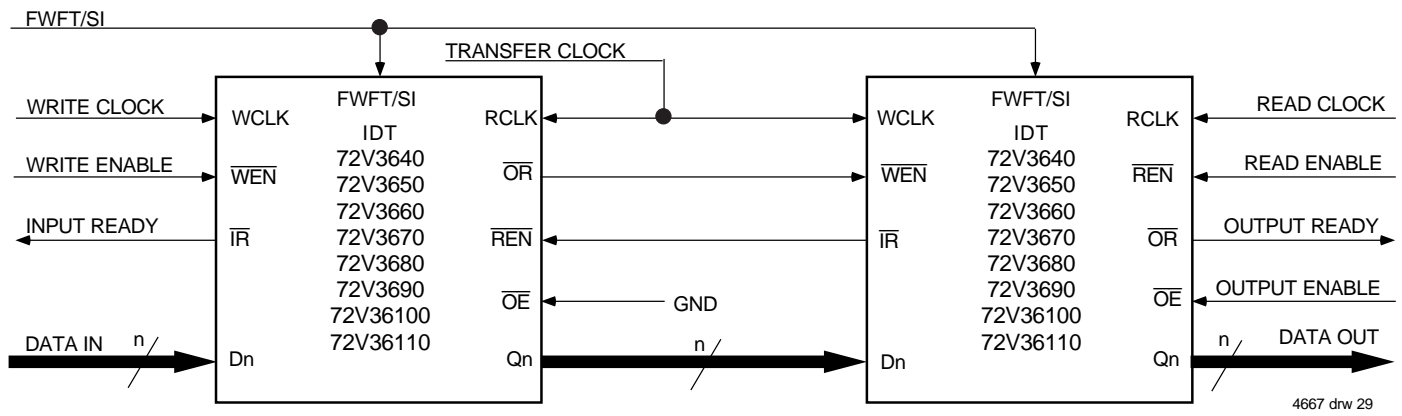 FWFT/SI
TRANSFER CLOCK
WRITE CLOCK
WRITE ENABLE
INPUT READY
DATA IN
n
FWFT/SI
WCLK
WEN
IR
Dn
IDT
72V3640
72V3650
72V3660
72V3670
72V3680
72V3690
72V36100
72V36110
RCLK
OR
REN
OE
Qn
GND
n
FWFT/SI
WCLK
WEN
IR
Dn
IDT
72V3640
72V3650
72V3660
72V3670
72V3680
72V3690
72V36100
72V36110
RCLK
REN
OR
OE
Qn
READ CLOCK
READ ENABLE
OUTPUT READY
OUTPUT ENABLE
n
DATA OUT
4667 drw 29